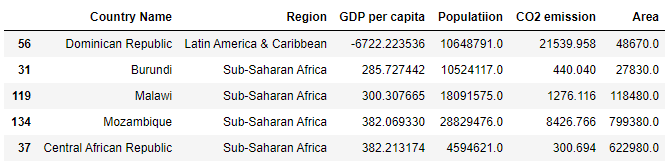 Country Name Region GDP per capita Populatiion CO2 emission Area
56 Dominican Republic Latin America & Caribbean -6722.223536 10648791.0 21539.958 48670.0
31 Burundi Sub-Saharan Africa 285.727442 10524117.0 440.040 27830.0
119 Malawi Sub-Saharan Africa 300.307665 18091575.0 1276.116 118480.0
134 Mozambique Sub-Saharan Africa 382.069330 28829476.0 8426.766 799380.0
37 Central African Republic Sub-Saharan Africa 382.213174 4594621.0 300.694 622980.0